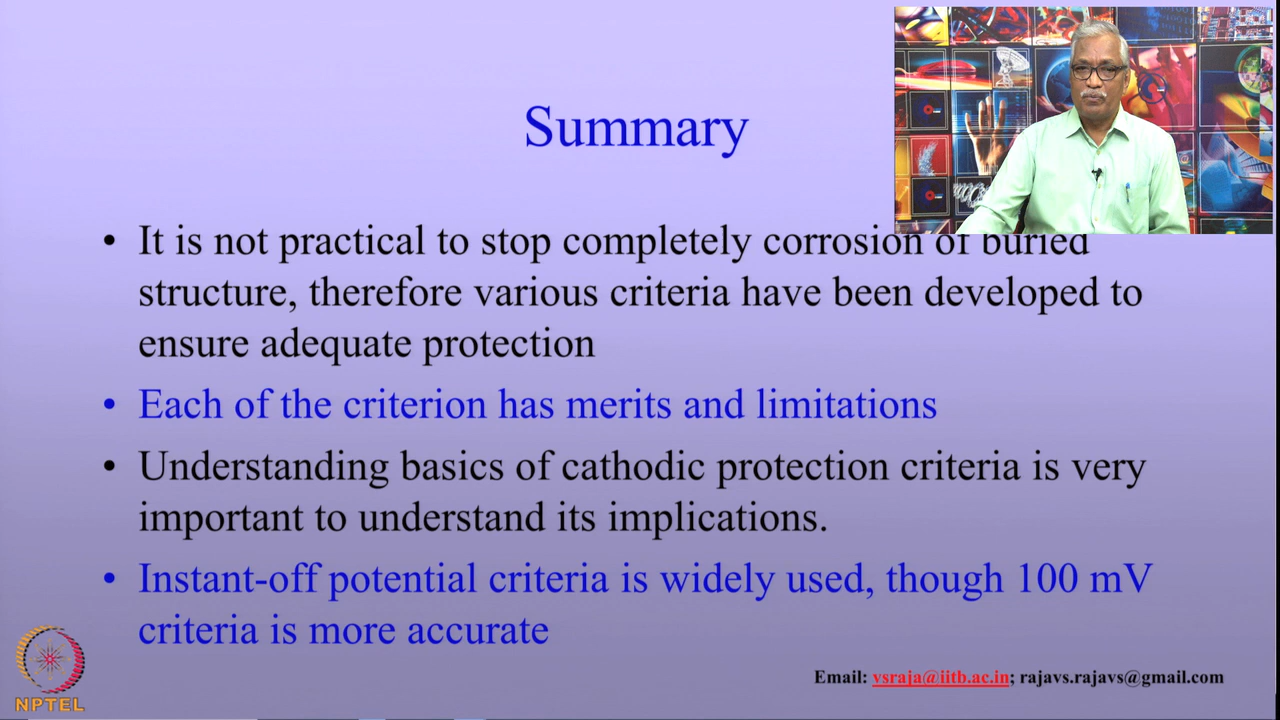 Summary
• It is not practical to stop completely corrosion of buried
structure, therefore various criteria have been developed to
ensure adequate protection
• Each of the criterion has merits and limitations
• Understanding basics of cathodic protection criteria is very
important to understand its implications.
• Instant-off potential criteria is widely used, though 100 mV
criteria is more accurate
Email: vsraja@iitb.ac.in; rajavs.rajavs@gmail.com
NPTEL